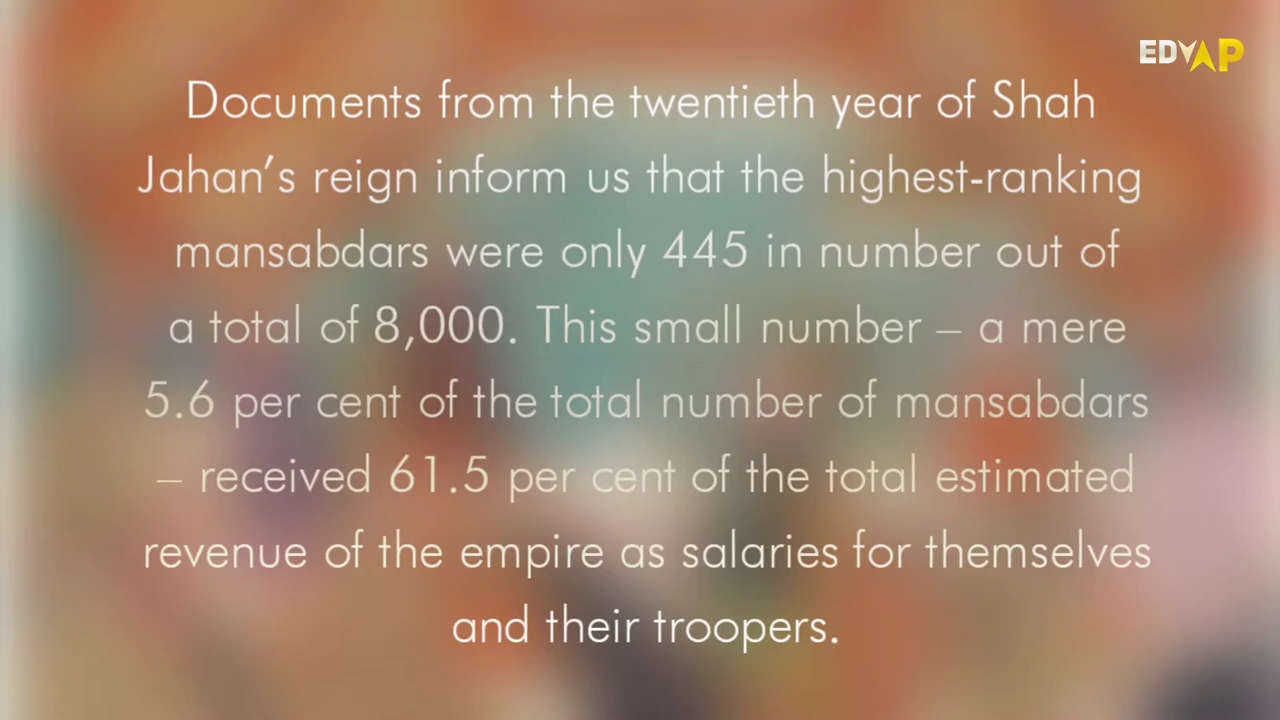 EDVAP
Documents from the twentieth year of Shah
Jahan’s reign inform us that the highest-ranking
mansabdars were only 445 in number out of
a total of 8,000. This small number – a mere
5.6 per cent of the total number of mansabdars
– received 61.5 per cent of the total estimated
revenue of the empire as salaries for themselves
and their troopers.